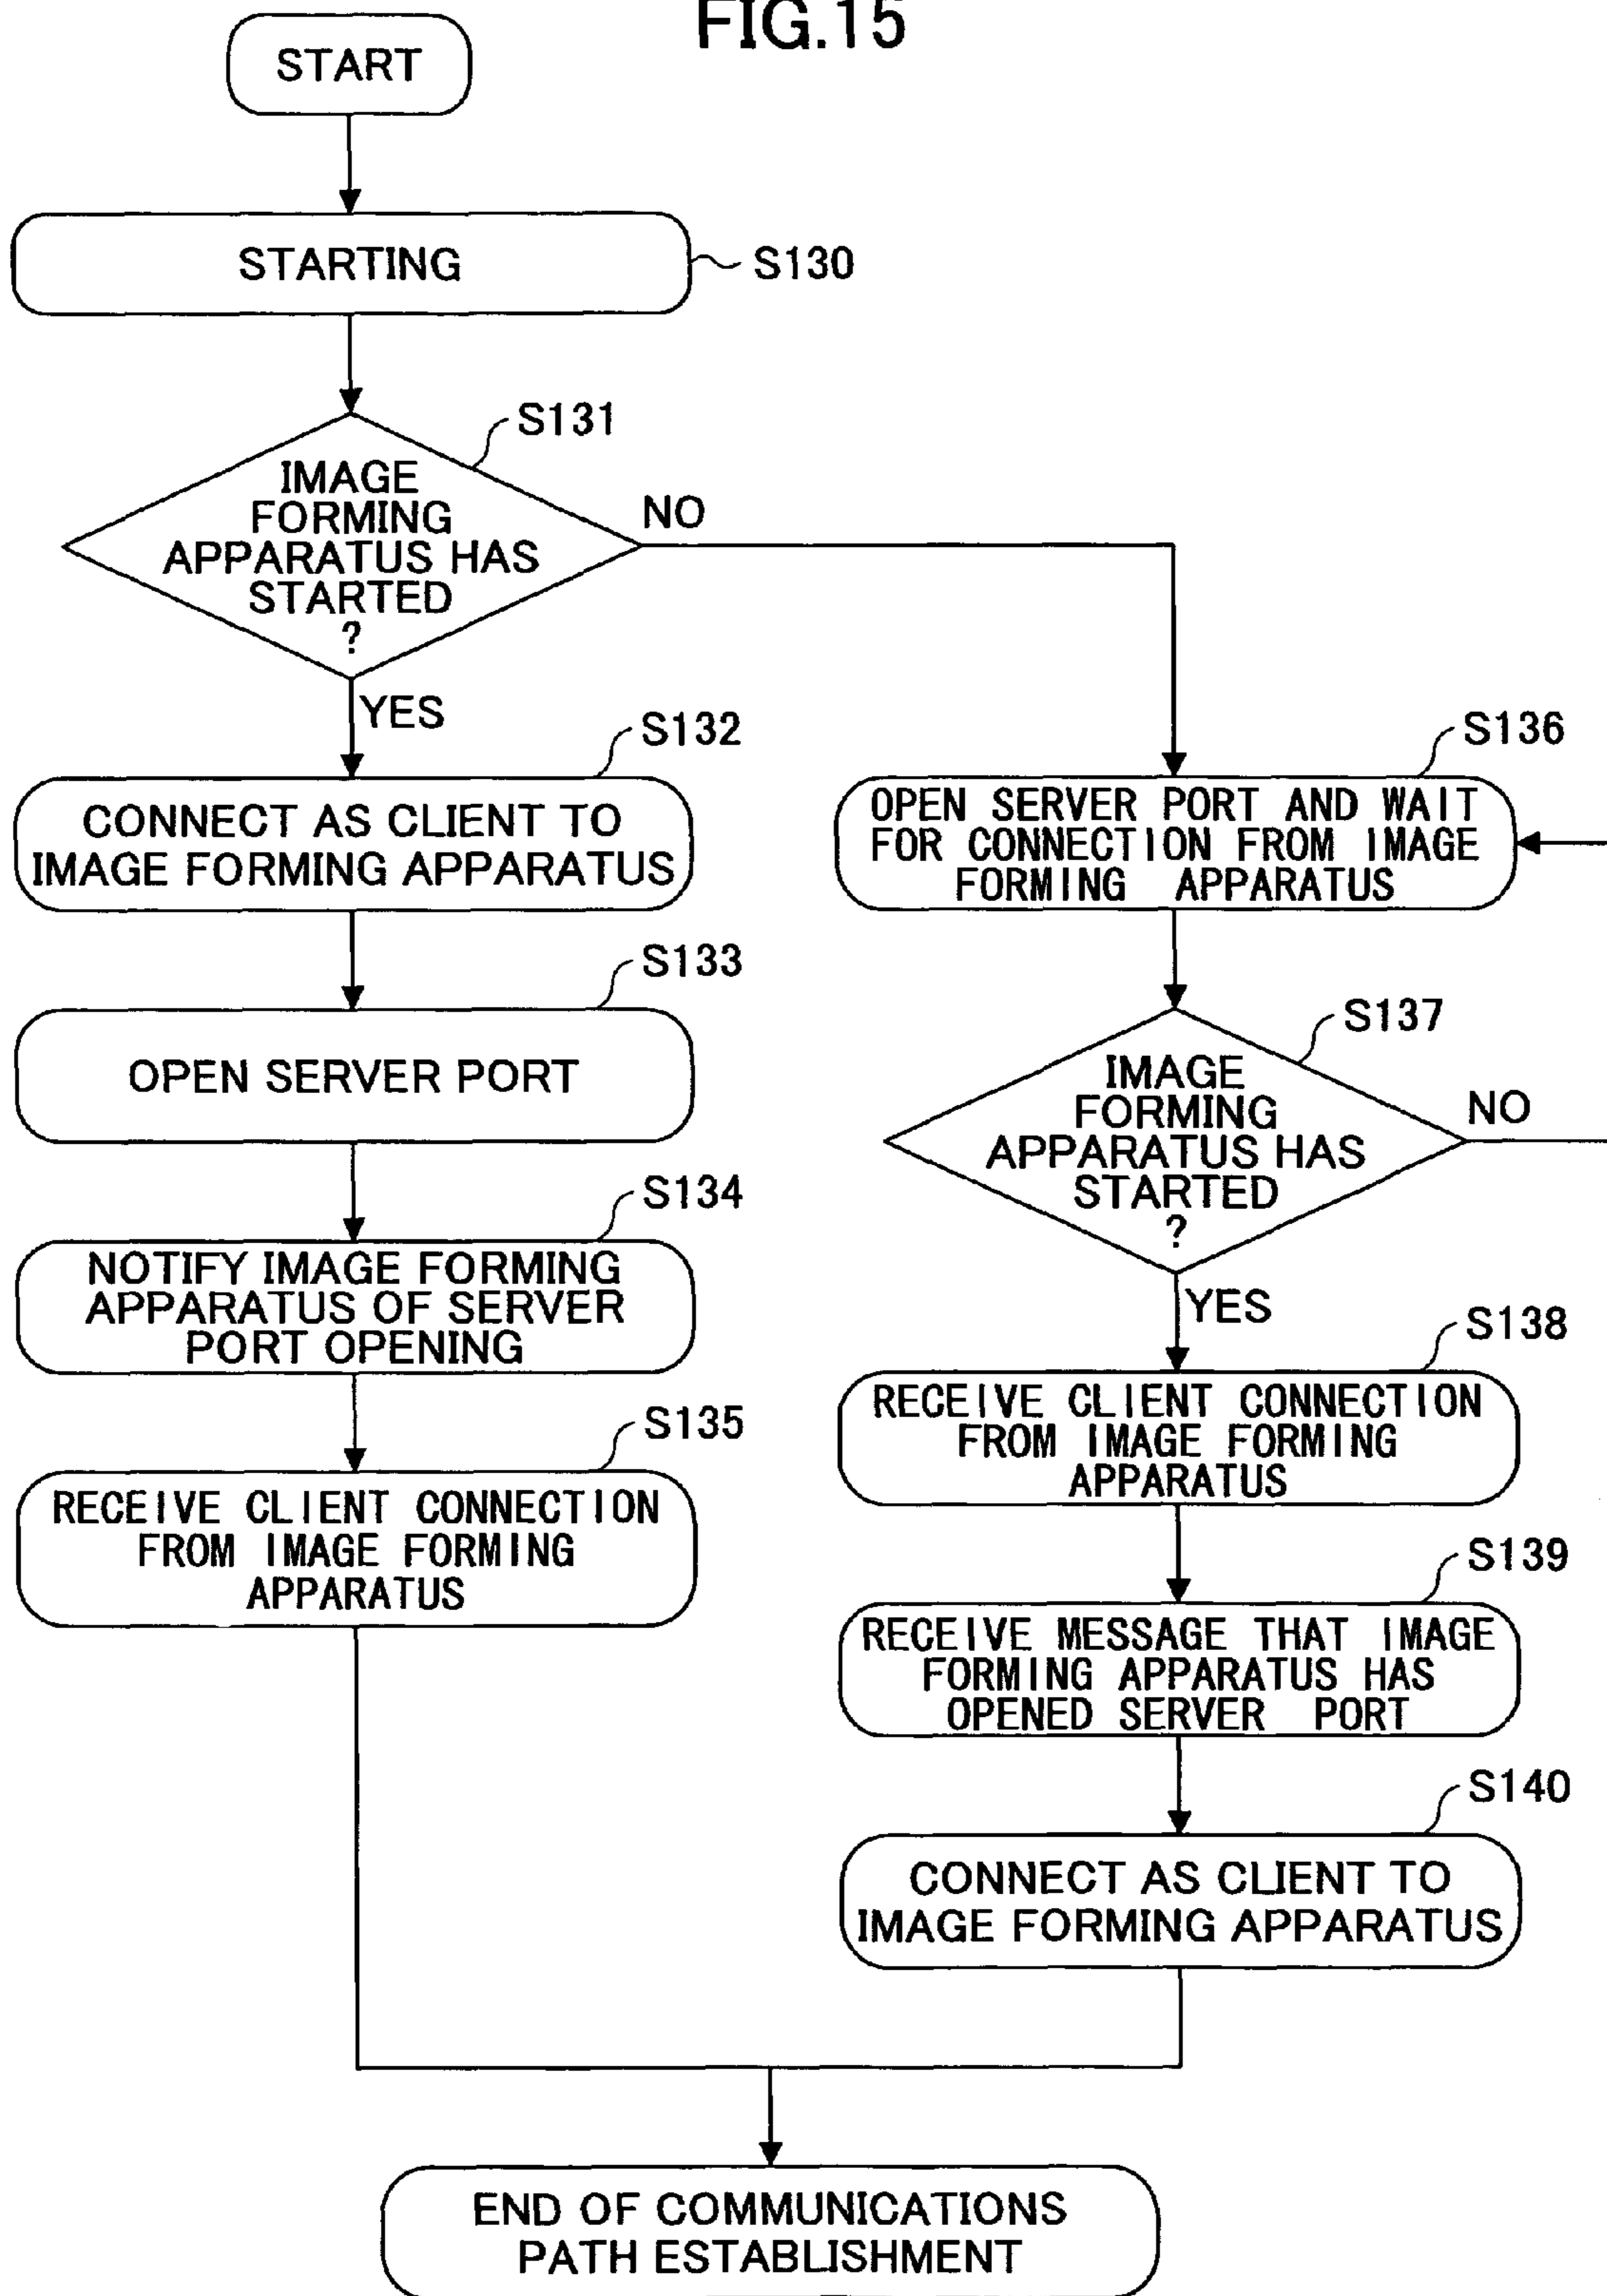 FIG.15
START
STARTING
S130
S131
IMAGE
FORMING
APPARATUS HAS
STARTED
?
NO
YES
S132
CONNECT AS CLIENT TO
IMAGE FORMING APPARATUS
S133
OPEN SERVER PORT
S134
NOTIFY IMAGE FORMING
APPARATUS OF SERVER
PORT OPENING
S135
RECEIVE CLIENT CONNECTION
FROM IMAGE FORMING
APPARATUS
S136
OPEN SERVER PORT AND WAIT
FOR CONNECTION FROM IMAGE
FORMING APPARATUS
S137
IMAGE
FORMING
APPARATUS HAS
STARTED
?
NO
YES
S138
RECEIVE CLIENT CONNECTION
FROM IMAGE FORMING
APPARATUS
S139
RECEIVE MESSAGE THAT IMAGE
FORMING APPARATUS HAS
OPENED SERVER PORT
S140
CONNECT AS CLIENT TO
IMAGE FORMING APPARATUS
END OF COMMUNICATIONS
PATH ESTABLISHMENT